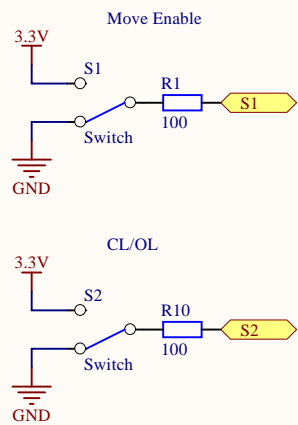 Move Enable
3.3V
S1
R1
S1
100
Switch
GND
CL/OL
3.3V
S2
R10
S2
100
Switch
GND